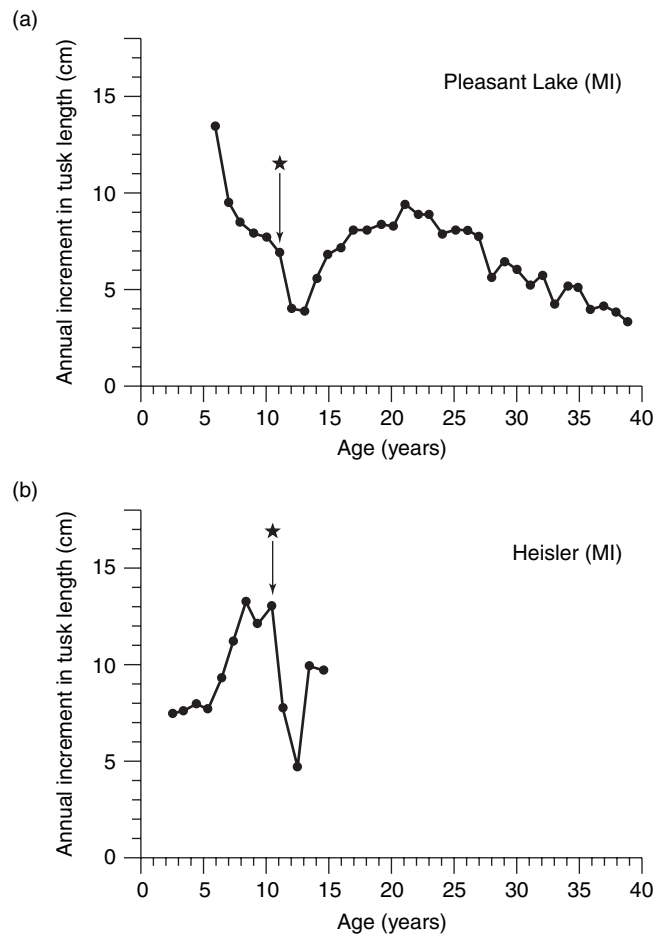 (a)
Pleasant Lake (MI)
Annual increment in tusk length (cm)
15
10
5
0
0 5 10 15 20 25 30 35 40
Age (years)
(b)
Heisler (MI)
Annual increment in tusk length (cm)
15
10
5
0
0 5 10 15 20 25 30 35 40
Age (years)